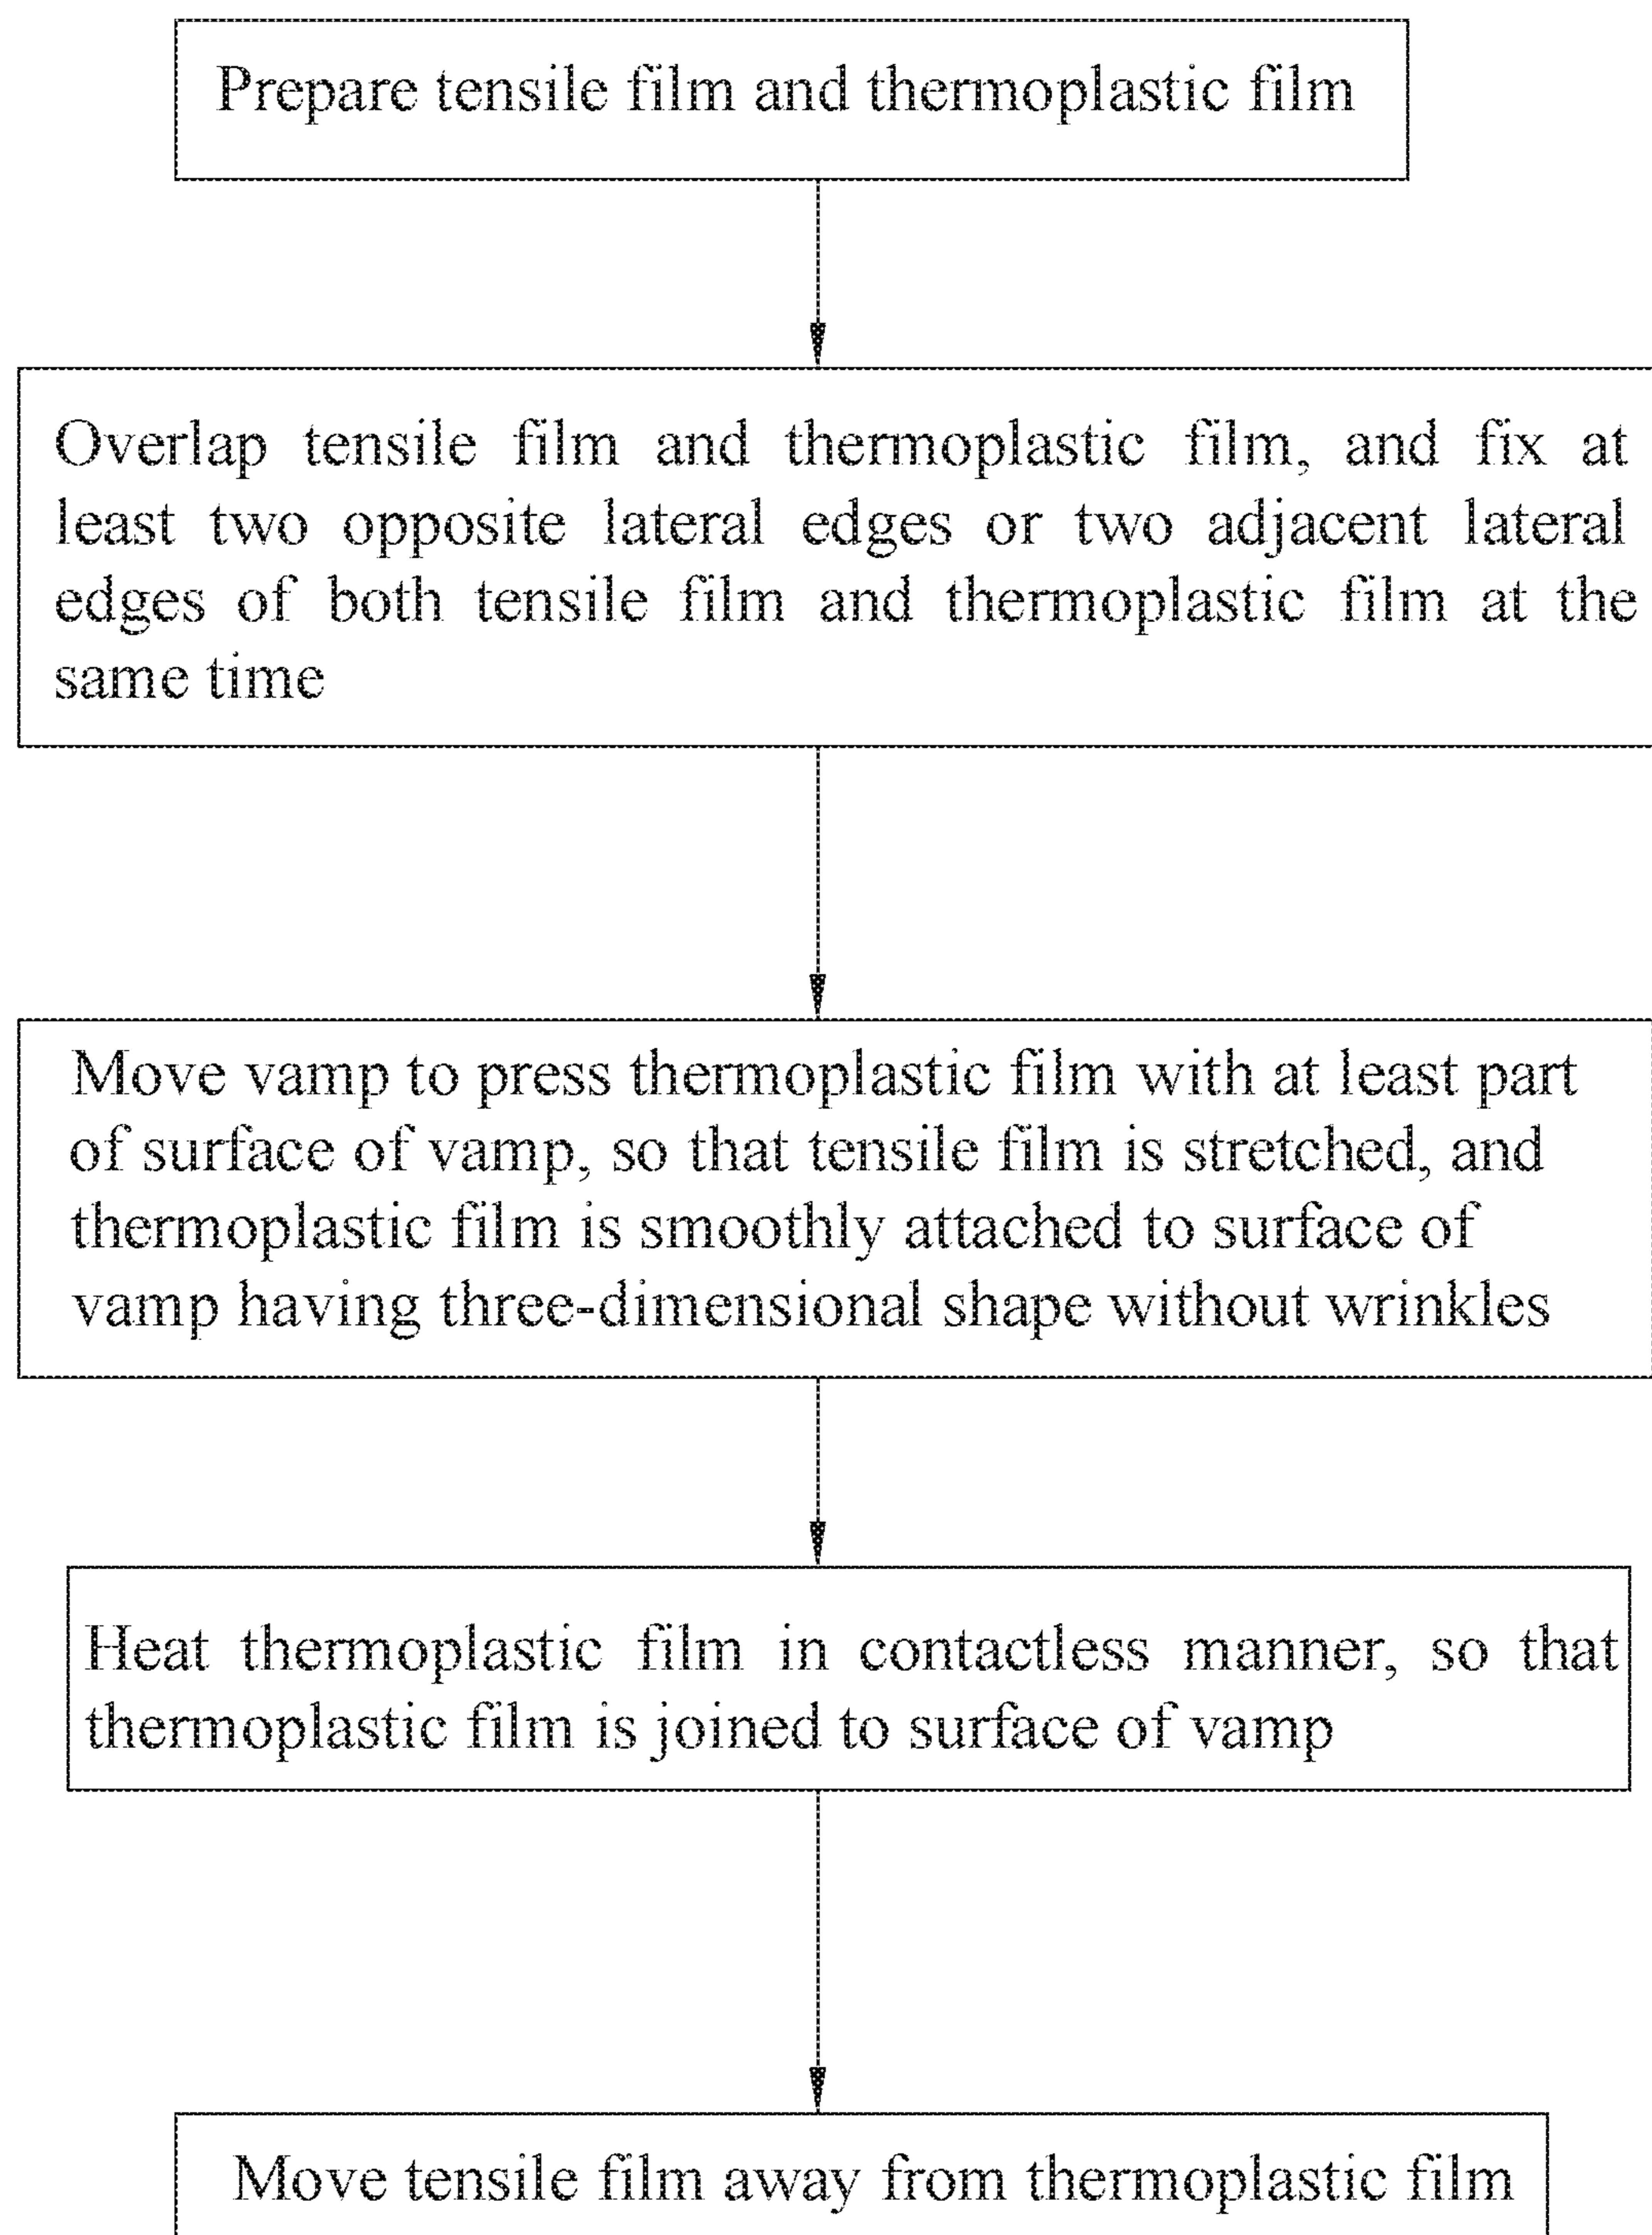 Prepare tensile film and thermoplastic film
Overlap tensile film and thermoplastic film, and fix at
least two opposite lateral edges or two adjacent lateral
edges of both tensile film and thermoplastic film at the
same time
Move vamp to press thermoplastic film with at least part
of surface of vamp, so that tensile film is stretched, and
thermoplastic film is smoothly attached to surface of
vamp having three-dimensional shape without wrinkles
Heat thermoplastic film in contactless manner, so that
thermoplastic film is joined to surface of vamp
Move tensile film away from thermoplastic film